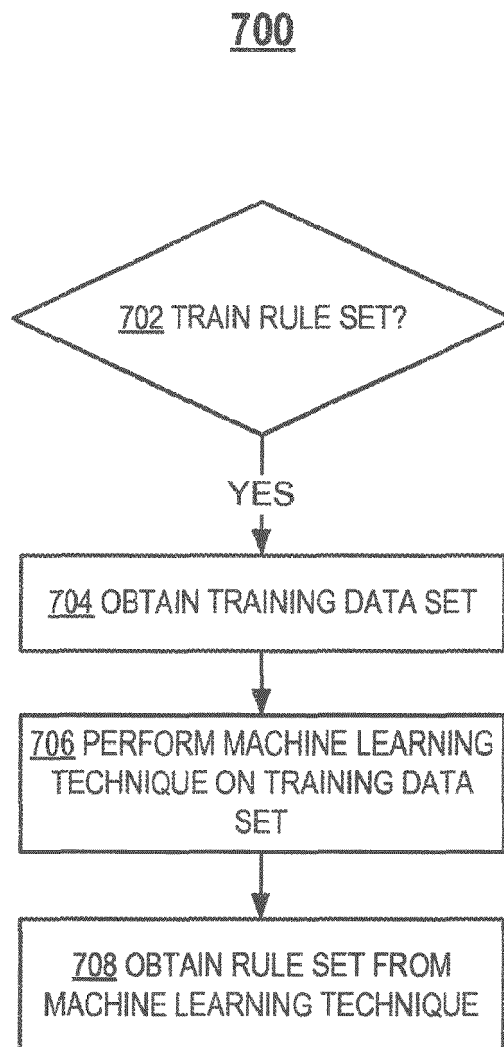 700
702 TRAIN RULE SET?
YES
704 OBTAIN TRAINING DATA SET
706 PERFORM MACHINE LEARNING
TECHNIQUE ON TRAINING DATA
SET
708 OBTAIN RULE SET FROM
MACHINE LEARNING TECHNIQUE